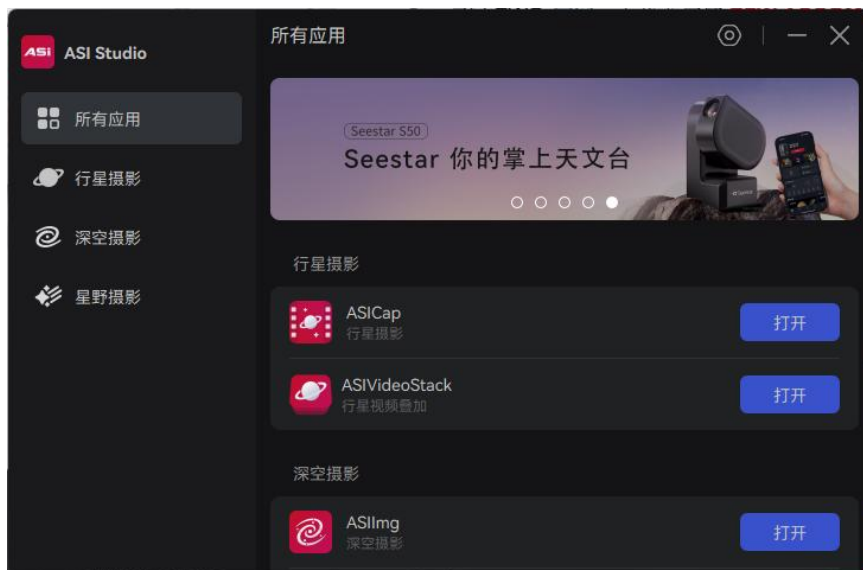 ASI
ASI Studio
所有应用
行星摄影
深空摄影
星野摄影
所有应用
Seestar S50
Seestar 你的掌上天文台
行星摄影
ASICap
行星摄影
打开
ASIVideoStack
行星视频叠加
打开
深空摄影
ASIImg
深空摄影
打开